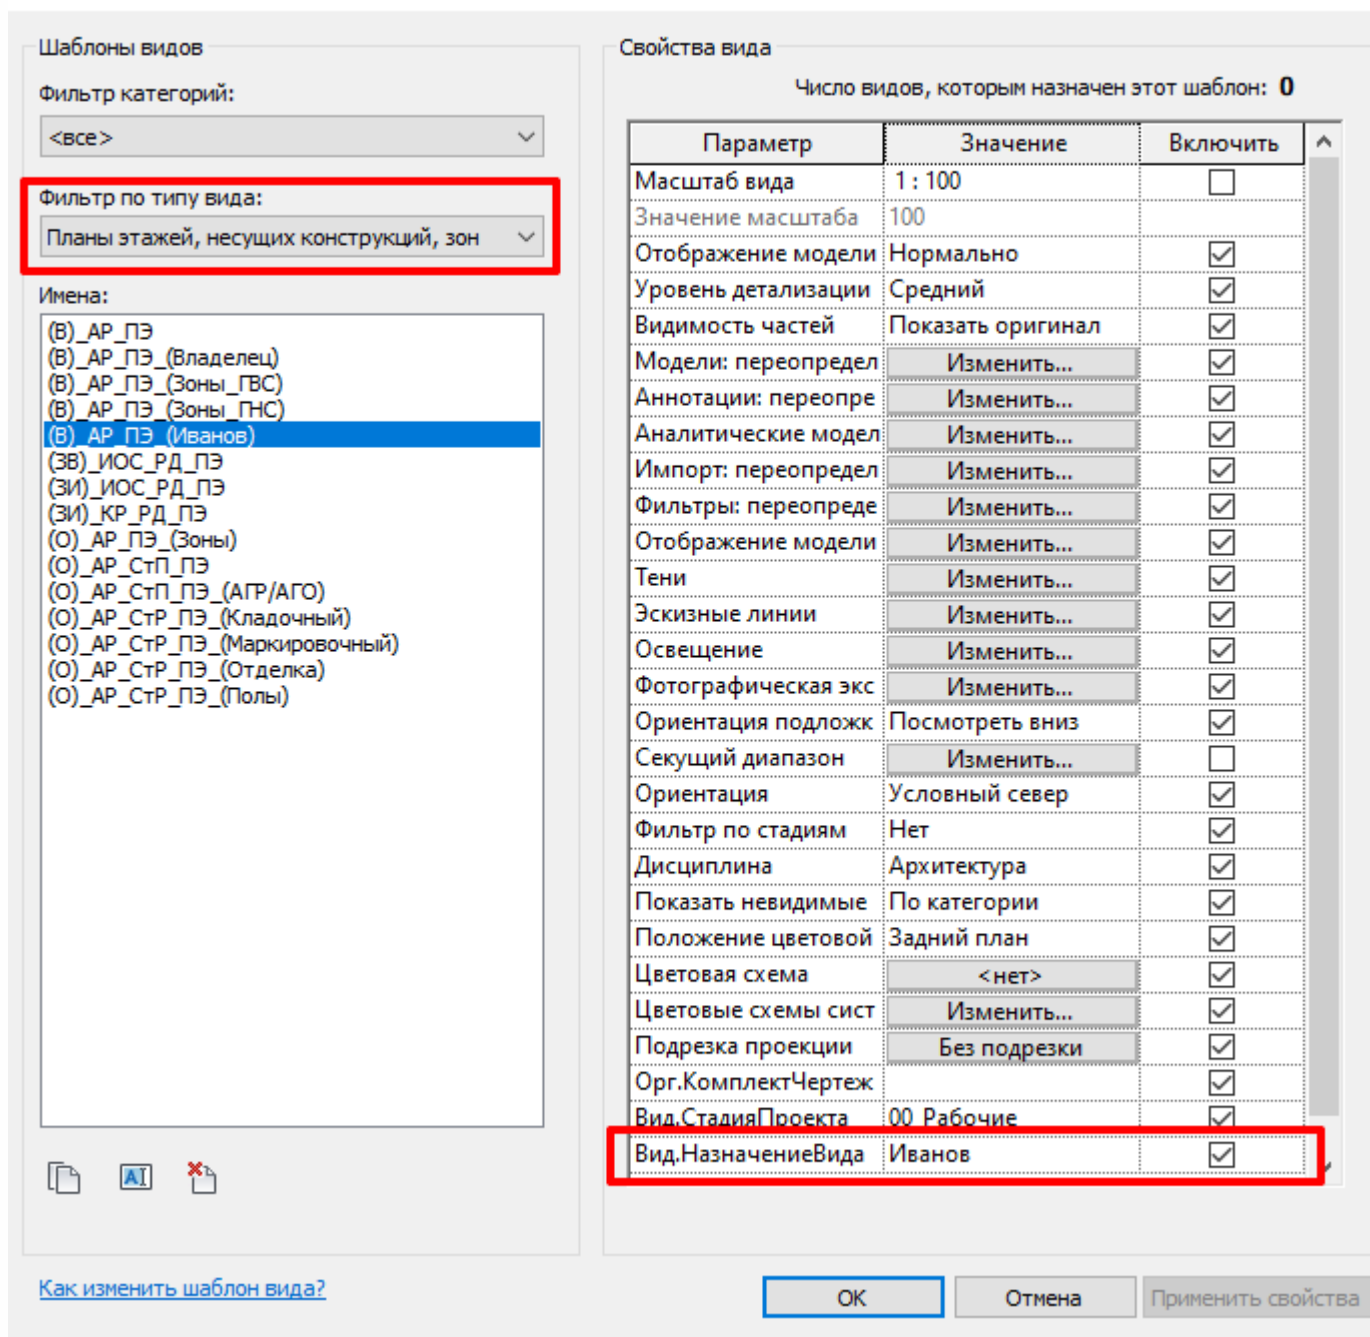 Шаблоны видов
Фильтр категорий:
<все>
Фильтр по типу вида:
Планы этажей, несущих конструкций, зон
Имена:
(В)_АР_ПЭ
(В)_АР_ПЭ_(Владелец)
(В)_АР_ПЭ_(Зоны_ГВС)
(В)_АР_ПЭ_(Зоны_ГНС)
(В)_АР_ПЭ_(Иванов)
(ЗВ)_ИОС_РД_ПЭ
(ЗИ)_ИОС_РД_ПЭ
(ЗИ)_КР_РД_ПЭ
(О)_АР_ПЭ_(Зоны)
(О)_АР_СтП_ПЭ
(О)_АР_СтП_ПЭ_(АГР/АГО)
(О)_АР_СтР_ПЭ_(Кладочный)
(О)_АР_СтР_ПЭ_(Маркировочный)
(О)_АР_СтР_ПЭ_(Отделка)
(О)_АР_СтР_ПЭ_(Полы)
Как изменить шаблон вида?
Свойства вида
Число видов, которым назначен этот шаблон: 0
Параметр Значение Включить
Масштаб вида 1 : 100
Значение масштаба 100
Отображение модели Нормально
Уровень детализации Средний
Видимость частей Показать оригинал
Модели: переопредел Изменить...
Аннотации: переопре Изменить...
Аналитические модел Изменить...
Импорт: переопредел Изменить...
Фильтры: переопреде Изменить...
Отображение модели Изменить...
Тени Изменить...
Эскизные линии Изменить...
Освещение Изменить...
Фотографическая экс Изменить...
Ориентация подложк Посмотреть вниз
Секущий диапазон Изменить...
Ориентация Условный север
Фильтр по стадиям Нет
Дисциплина Архитектура
Показать невидимые По категории
Положение цветовой Задний план
Цветовая схема <нет>
Цветовые схемы сист Изменить...
Подрезка проекции Без подрезки
Орг.КомплектЧертеж
Вид.СтадияПроекта 00_Рабочие
Вид.НазначениеВида Иванов
OK Отмена Применить свойства